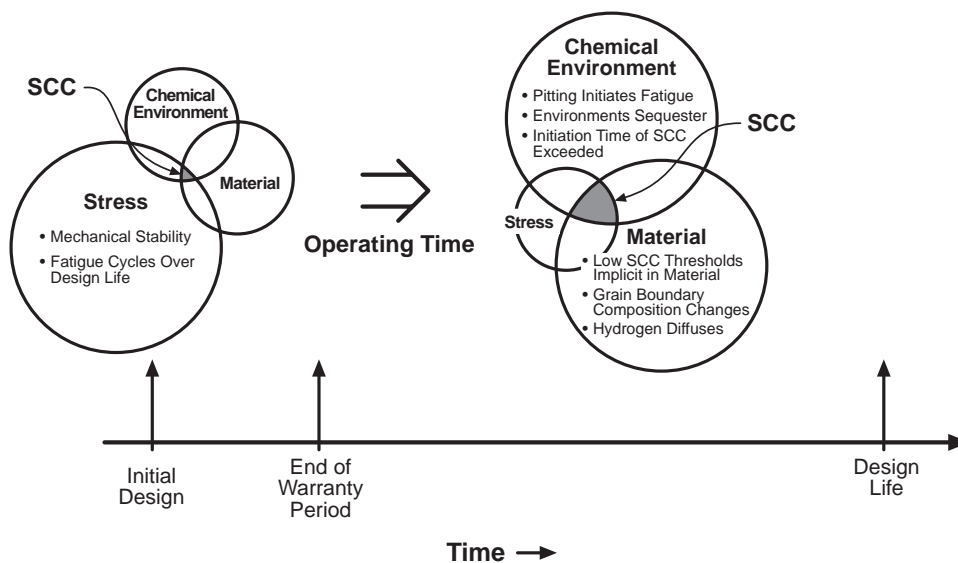 SCC
Chemical
Environment
Material
Stress
• Mechanical Stability
• Fatigue Cycles Over
Design Life
Operating Time
Chemical
Environment
• Pitting Initiates Fatigue
• Environments Sequester
• Initiation Time of SCC
Exceeded
SCC
Stress
Material
• Low SCC Thresholds
Implicit in Material
• Grain Boundary
Composition Changes
• Hydrogen Diffuses
Initial
Design
End of
Warranty
Period
Design
Life
Time